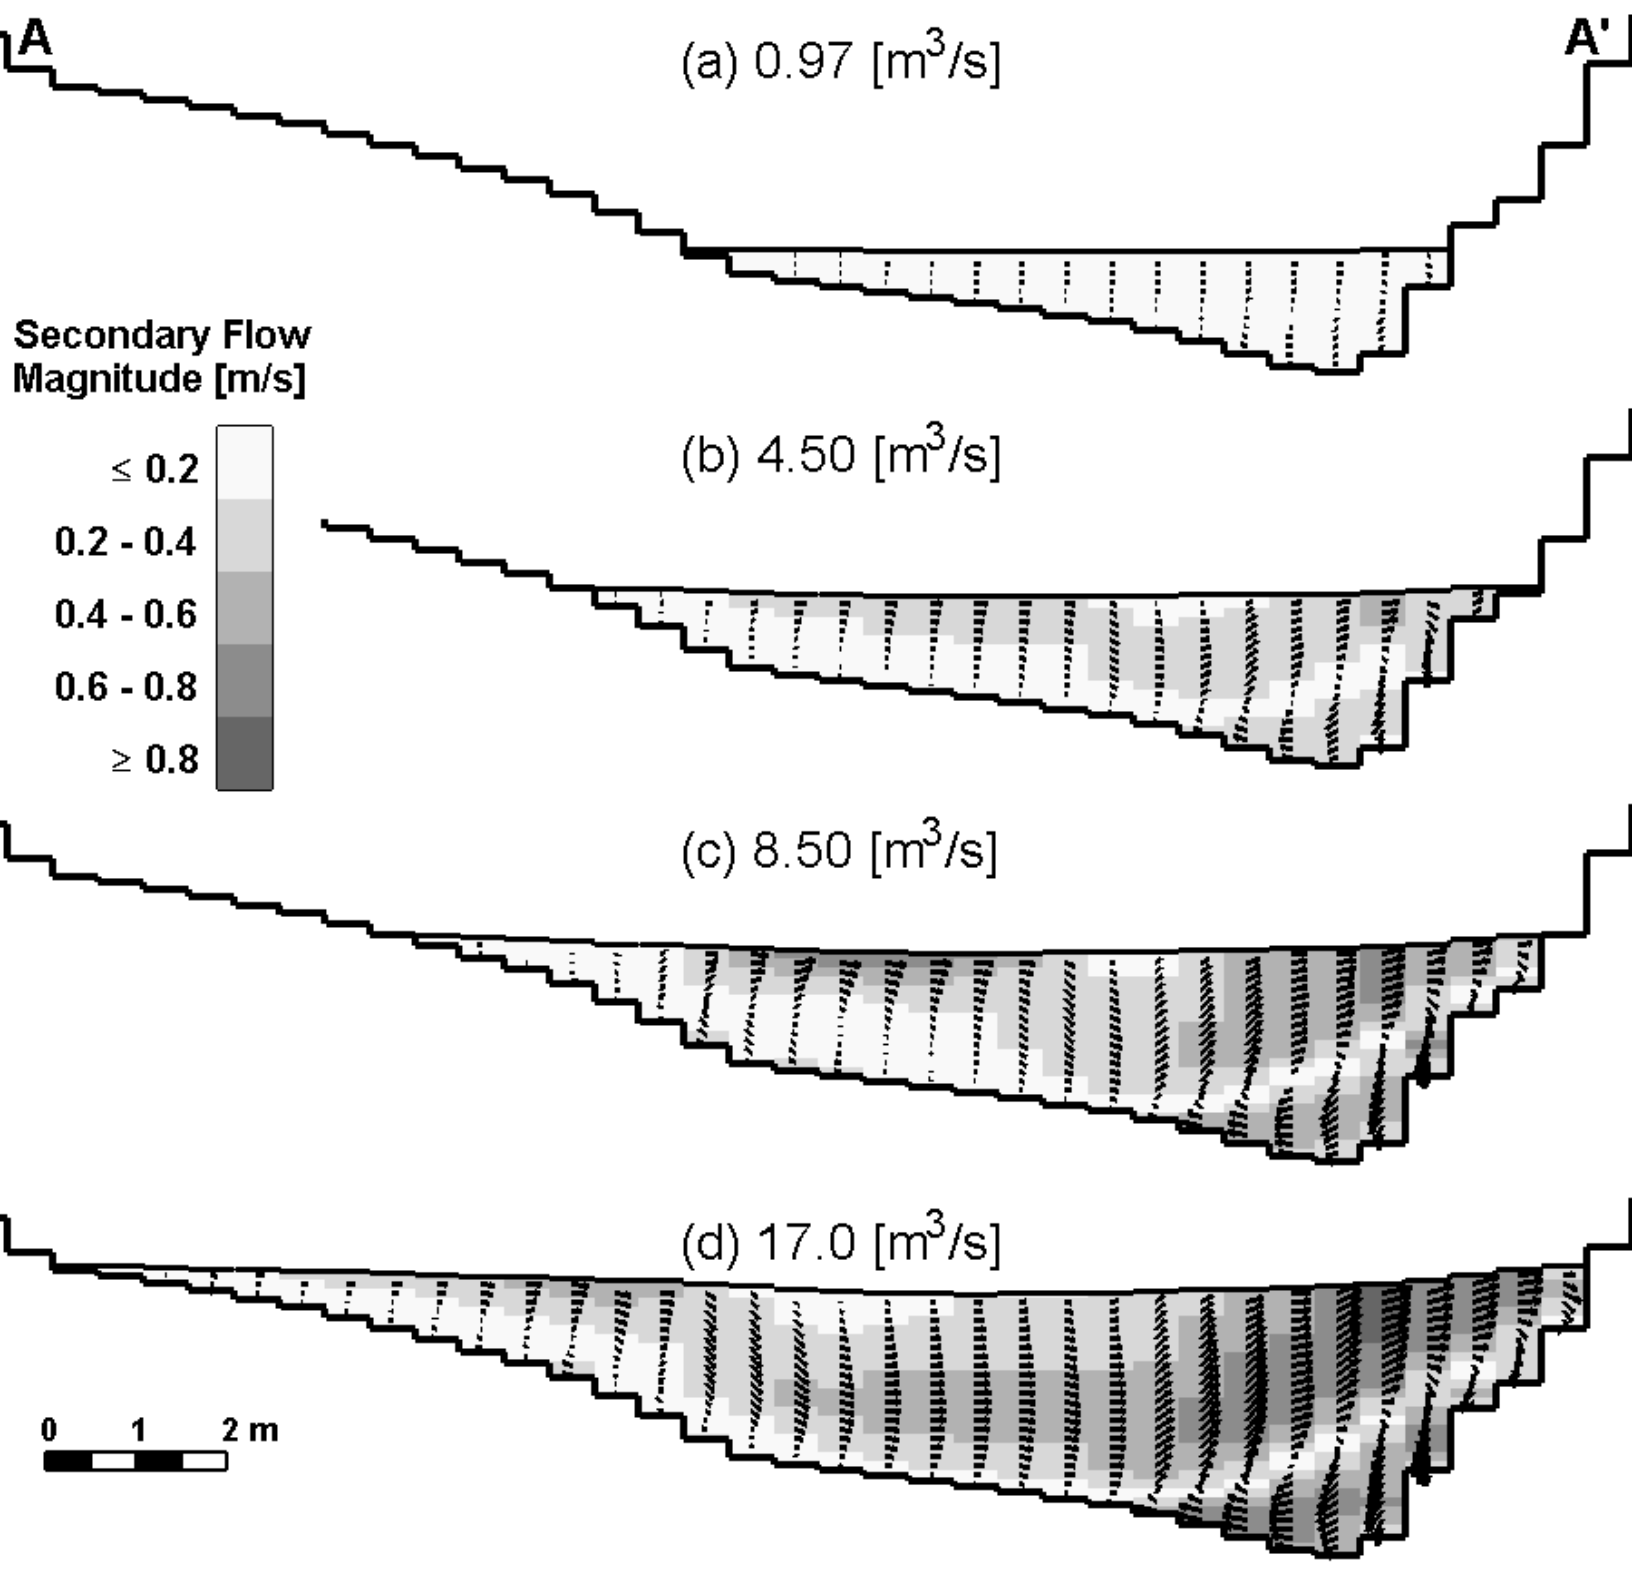 A
A'
(a) 0.97 [m³/s]
Secondary Flow
Magnitude [m/s]
≤ 0.2
0.2 - 0.4
0.4 - 0.6
0.6 - 0.8
≥ 0.8
(b) 4.50 [m³/s]
(c) 8.50 [m³/s]
(d) 17.0 [m³/s]
0 1 2 m